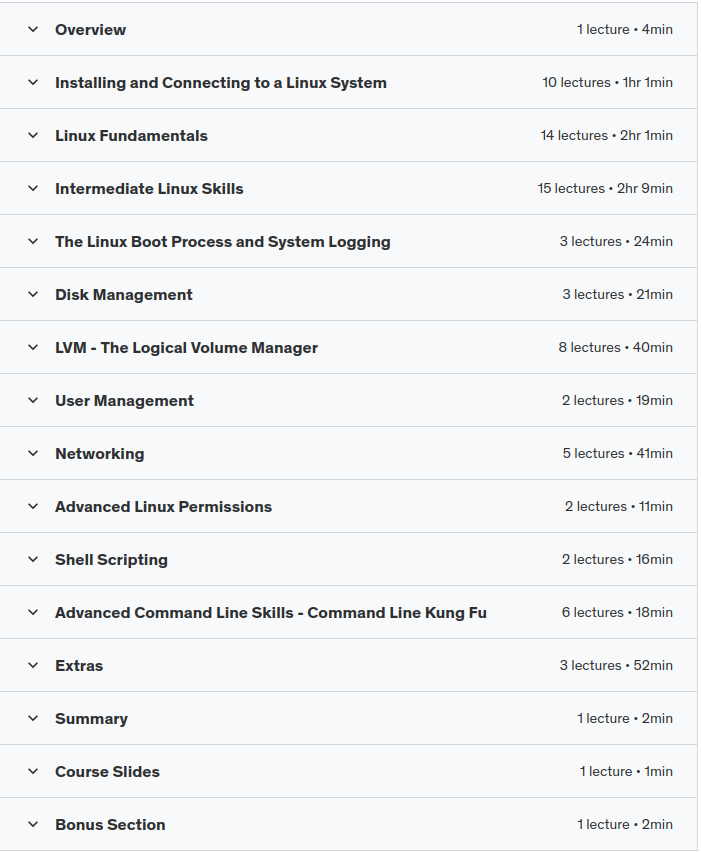 Overview 1 lecture • 4min
Installing and Connecting to a Linux System 10 lectures • 1hr 1min
Linux Fundamentals 14 lectures • 2hr 1min
Intermediate Linux Skills 15 lectures • 2hr 9min
The Linux Boot Process and System Logging 3 lectures • 24min
Disk Management 3 lectures • 21min
LVM - The Logical Volume Manager 8 lectures • 40min
User Management 2 lectures • 19min
Networking 5 lectures • 41min
Advanced Linux Permissions 2 lectures • 11min
Shell Scripting 2 lectures • 16min
Advanced Command Line Skills - Command Line Kung Fu 6 lectures • 18min
Extras 3 lectures • 52min
Summary 1 lecture • 2min
Course Slides 1 lecture • 1min
Bonus Section 1 lecture • 2min